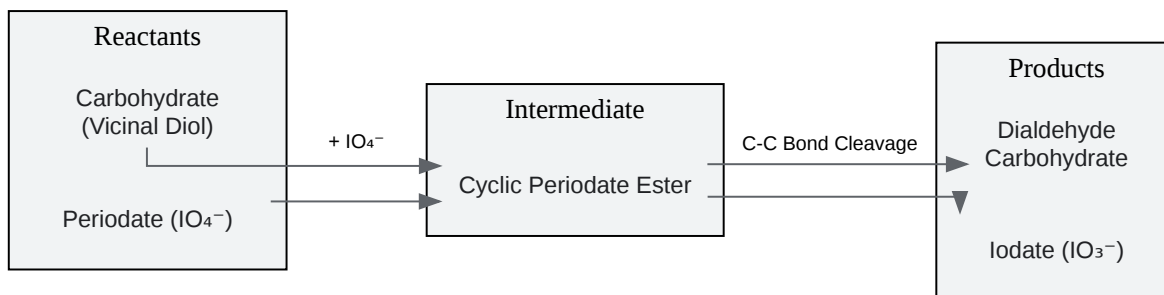 Reactants
Carbohydrate
(Vicinal Diol)
Periodate (IO₄⁻)
+ IO₄⁻
Intermediate
Cyclic Periodate Ester
C-C Bond Cleavage
Products
Dialdehyde
Carbohydrate
Iodate (IO₃⁻)